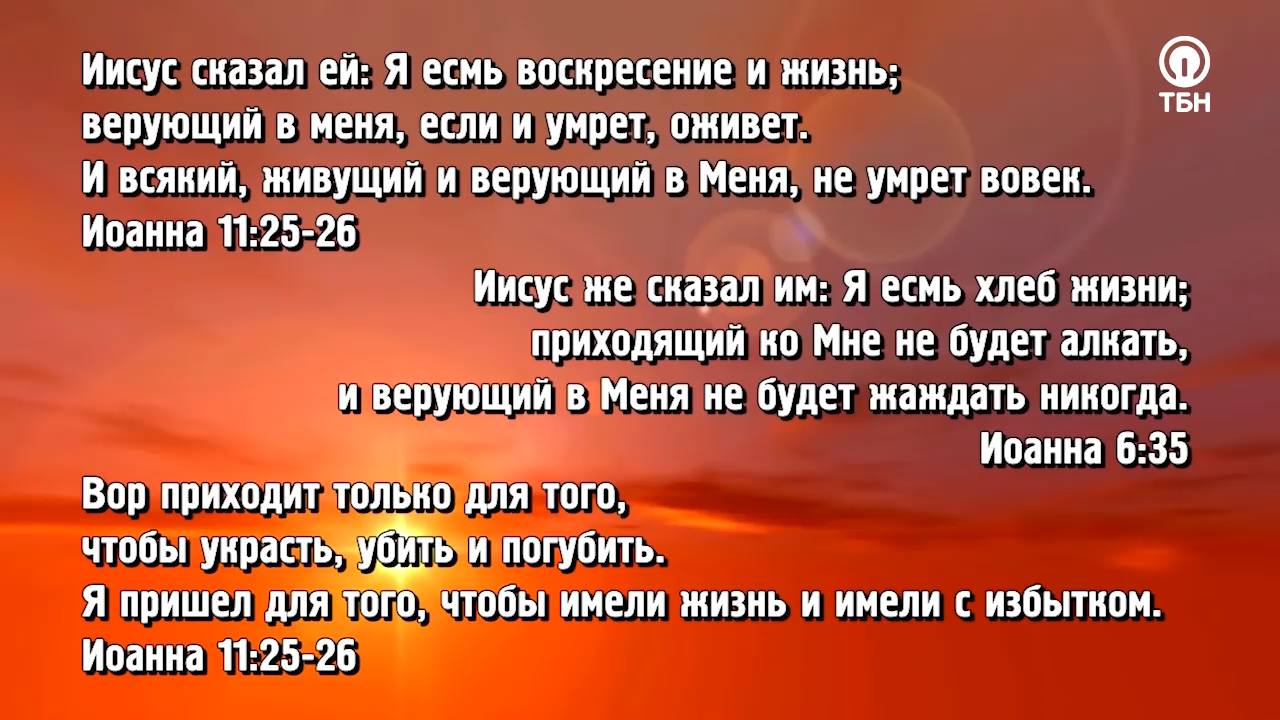 Иисус сказал ей: Я есмь воскресение и жизнь;
верующий в меня, если и умрет, оживет.
И всякий, живущий и верующий в Меня, не умрет вовек.
Иоанна 11:25-26
Иисус же сказал им: Я есмь хлеб жизни;
приходящий ко Мне не будет алкать,
и верующий в Меня не будет жаждать никогда.
Иоанна 6:35
Вор приходит только для того,
чтобы украсть, убить и погубить.
Я пришел для того, чтобы имели жизнь и имели с избытком.
Иоанна 11:25-26
ТБН